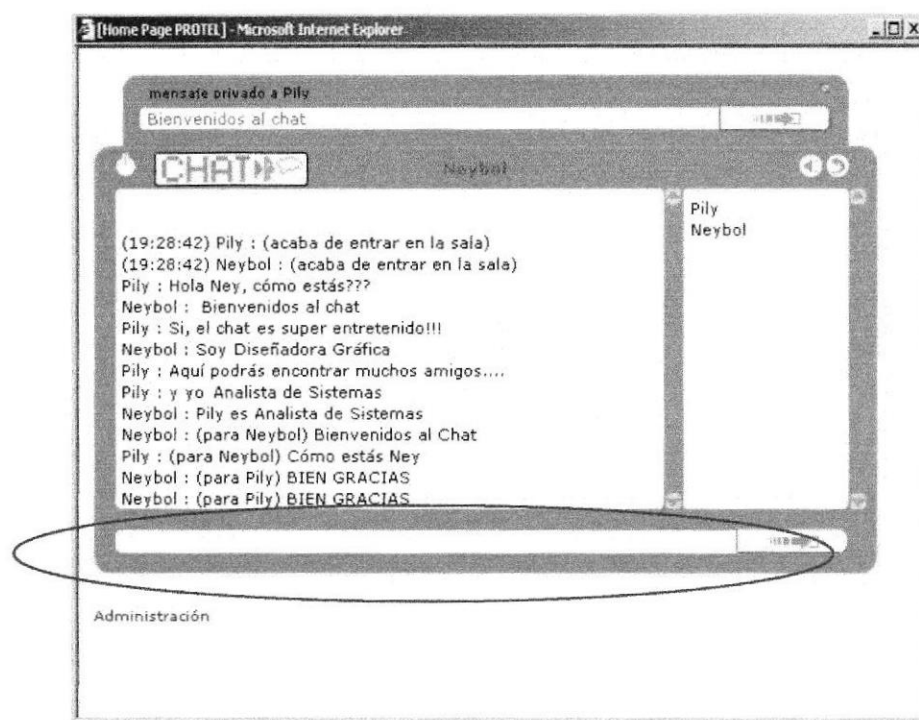 [Home Page PROTEL] - Microsoft Internet Explorer
mensaje privado a Pily
Bienvenidos al chat
CHAT
Neybol
Pily
Neybol
(19:28:42) Pily : (acaba de entrar en la sala)
(19:28:42) Neybol : (acaba de entrar en la sala)
Pily : Hola Ney, cómo estás???
Neybol : Bienvenidos al chat
Pily : Si, el chat es super entretenido!!!
Neybol : Soy Diseñadora Gráfica
Pily : Aquí podrás encontrar muchos amigos....
Pily : y yo Analista de Sistemas
Neybol : Pily es Analista de Sistemas
Neybol : (para Neybol) Bienvenidos al Chat
Pily : (para Neybol) Cómo estás Ney
Neybol : (para Pily) BIEN GRACIAS
Neybol : (para Pily) BIEN GRACIAS
Administración